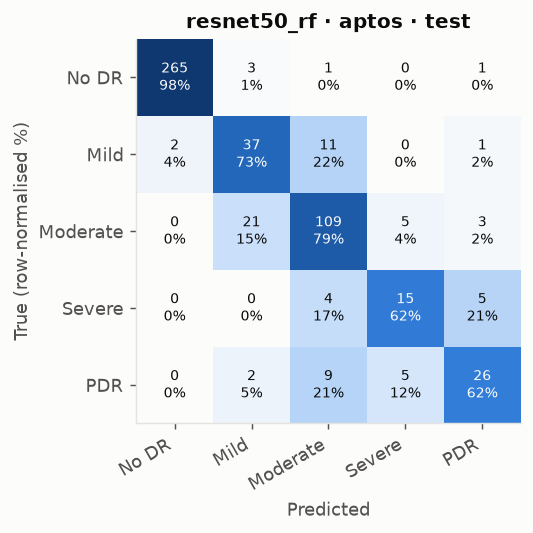 resnet50_rf · aptos · test
True (row-normalised %)
No DR
265 3 1 0 1
98% 1% 0% 0% 0%
Mild
2 37 11 0 1
4% 73% 22% 0% 2%
Moderate
0 21 109 5 3
0% 15% 79% 4% 2%
Severe
0 0 4 15 5
0% 0% 17% 62% 21%
PDR
0 2 9 5 26
0% 5% 21% 12% 62%
No DR Mild Moderate Severe PDR
Predicted